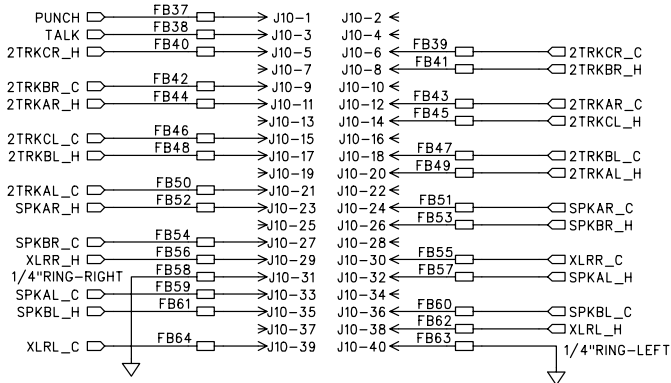 PUNCH FB37 J10-1 J10-2
TALK FB38 J10-3 J10-4
2TRKCR_H FB40 J10-5 J10-6 FB39 2TRKCR_C
J10-7 J10-8 FB41 2TRKBR_H
2TRKBR_C FB42 J10-9 J10-10
2TRKAR_H FB44 J10-11 J10-12 FB43 2TRKAR_C
J10-13 J10-14 FB45 2TRKCL_H
2TRKCL_C FB46 J10-15 J10-16
2TRKBL_H FB48 J10-17 J10-18 FB47 2TRKBL_C
J10-19 J10-20 FB49 2TRKAL_H
2TRKAL_C FB50 J10-21 J10-22
SPKAR_H FB52 J10-23 J10-24 FB51 SPKAR_C
J10-25 J10-26 FB53 SPKBR_H
SPKBR_C FB54 J10-27 J10-28
XLRR_H FB56 J10-29 J10-30 FB55 XLRR_C
1/4"RING-RIGHT FB58 J10-31 J10-32 FB57 SPKAL_H
SPKAL_C FB59 J10-33 J10-34
SPKBL_H FB61 J10-35 J10-36 FB60 SPKBL_C
J10-37 J10-38 FB62 XLRL_H
XLRL_C FB64 J10-39 J10-40 FB63 1/4"RING-LEFT